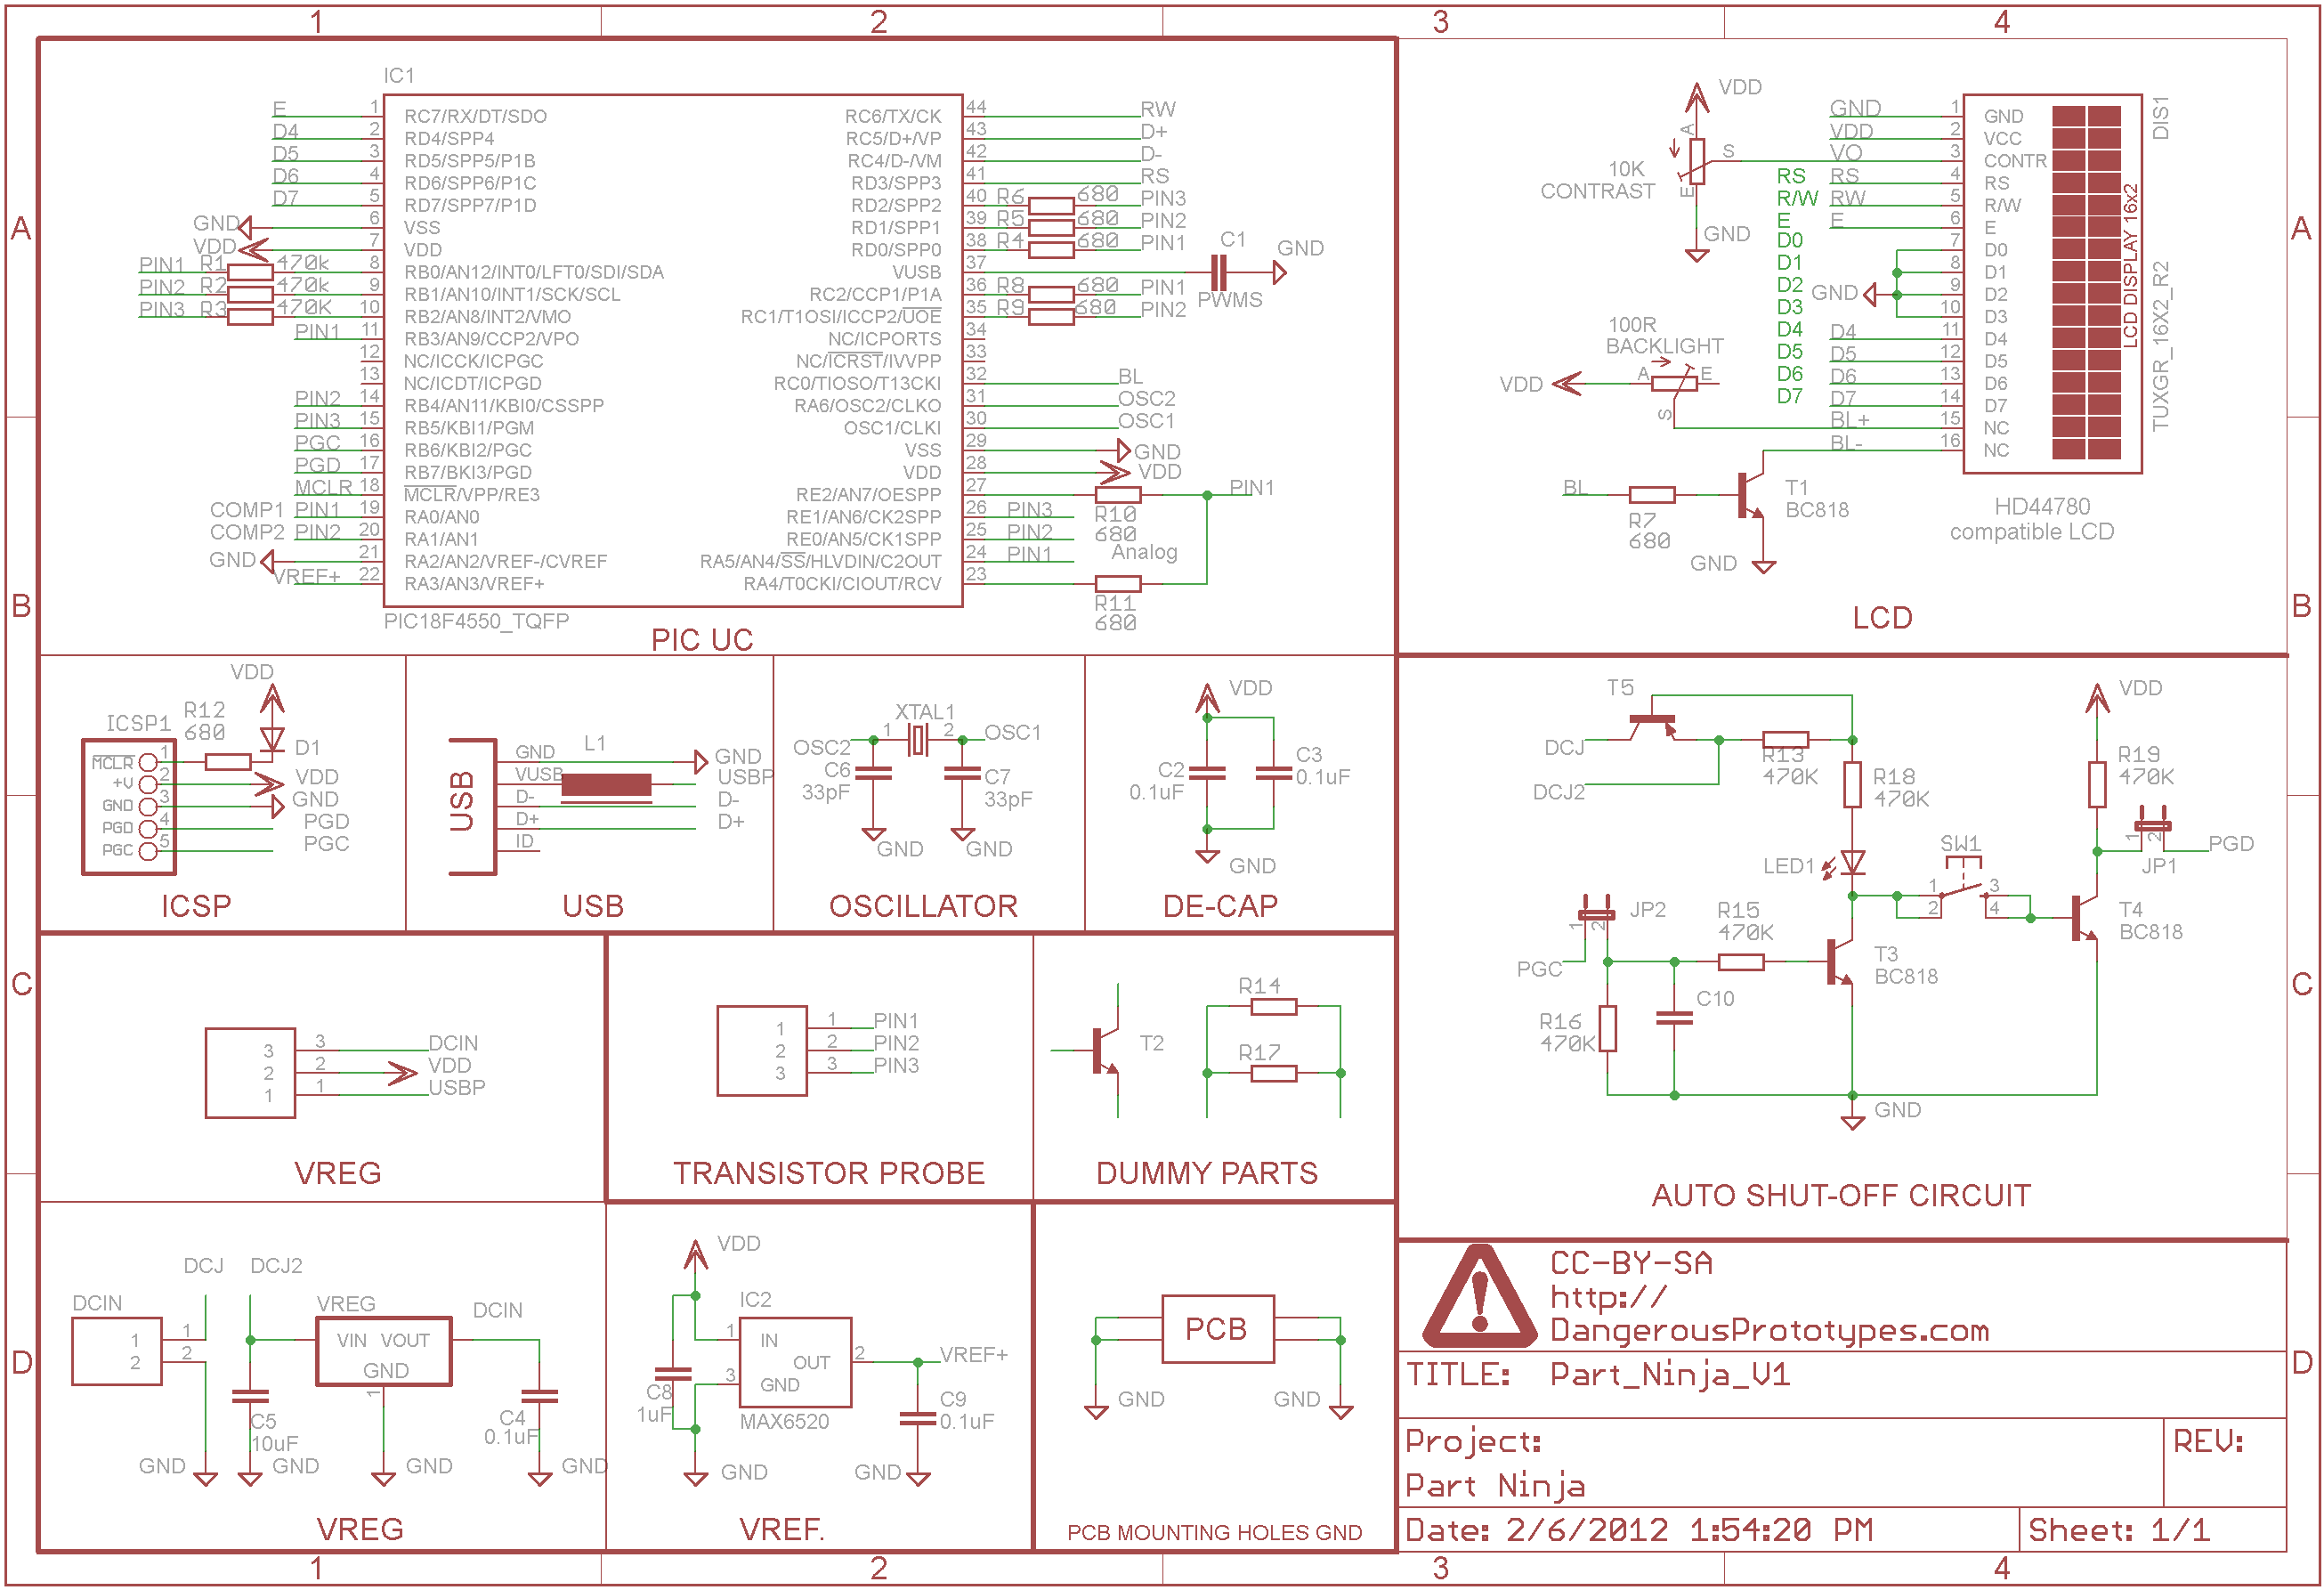 1 2 3 4
A
B
C
D
IC1
E 1 RC7/RX/DT/SDO RC6/TX/CK 44 RW
D4 2 RD4/SPP4 RC5/D+/VP 43 D+
D5 3 RD5/SPP5/P1B RC4/D-/VM 42 D-
D6 4 RD6/SPP6/P1C RD3/SPP3 41 RS
D7 5 RD7/SPP7/P1D RD2/SPP2 40 R6 680 PIN3
GND 6 VSS RD1/SPP1 39 R5 680 PIN2
VDD 7 VDD RD0/SPP0 38 R4 680 PIN1
PIN1 R1 470k 8 RB0/AN12/INT0/LFT0/SDI/SDA VUSB 37 C1 GND
PIN2 R2 470k 9 RB1/AN10/INT1/SCK/SCL RC2/CCP1/P1A 36 R8 680 PIN1 PWMS
PIN3 R3 470K 10 RB2/AN8/INT2/VMO RC1/T1OSI/ICCP2/UOE 35 R9 680 PIN2
PIN1 11 RB3/AN9/CCP2/VPO NC/ICPORTS 34
12 NC/ICCK/ICPGC NC/ICRST/IVVPP 33
13 NC/ICDT/ICPGD RC0/TIOSO/T13CKI 32 BL
PIN2 14 RB4/AN11/KBI0/CSSPP RA6/OSC2/CLKO 31 OSC2
PIN3 15 RB5/KBI1/PGM OSC1/CLKI 30 OSC1
PGC 16 RB6/KBI2/PGC VSS 29 GND
PGD 17 RB7/BKI3/PGD VDD 28 VDD
MCLR 18 MCLR/VPP/RE3 RE2/AN7/OESPP 27 R10 680 PIN1
COMP1 PIN1 19 RA0/AN0 RE1/AN6/CK2SPP 26 PIN3
COMP2 PIN2 20 RA1/AN1 RE0/AN5/CK1SPP 25 PIN2
GND 21 RA2/AN2/VREF-/CVREF RA5/AN4/SS/HLVDIN/C2OUT 24 PIN1 Analog
VREF+ 22 RA3/AN3/VREF+ RA4/T0CKI/CIOUT/RCV 23 R11 680
PIC18F4550_TQFP
PIC UC
VDD
A
S
E
10K
CONTRAST
GND
100R
BACKLIGHT
VDD A E
S
RS
R/W
E
D0
D1
D2
D3
D4
D5
D6
D7
GND 1 GND
VDD 2 VCC
VO 3 CONTR
RS 4 RS
RW 5 R/W
E 6 E
7 D0
8 D1
GND 9 D2
10 D3
D4 11 D4
D5 12 D5
D6 13 D6
D7 14 D7
BL+ 15 NC
BL- 16 NC
LCD DISPLAY 16x2
DIS1
TUXGR_16X2_R2
BL
R7
680
T1
BC818
GND
HD44780
compatible LCD
LCD
VDD
ICSP1
R12
680
D1
MCLR 1
+V 2 VDD
GND 3 GND
PGD 4 PGD
PGC 5 PGC
ICSP
USB
GND L1 GND
VUSB USBP
D- D-
D+ D+
ID
USB
XTAL1
OSC2 1 2 OSC1
C6
33pF
C7
33pF
GND GND
OSCILLATOR
VDD
C2
0.1uF
C3
0.1uF
GND
DE-CAP
T5
DCJ
DCJ2
R13
470K
R18
470K
LED1
SW1
1 3
2 4
VDD
R19
470K
1 2
JP1
PGD
T4
BC818
JP2
1 2
PGC
R15
470K
T3
BC818
C10
R16
470K
GND
AUTO SHUT-OFF CIRCUIT
3 3 DCIN
2 2 VDD
1 1 USBP
VREG
1 1 PIN1
2 2 PIN2
3 3 PIN3
TRANSISTOR PROBE
T2
R14
R17
DUMMY PARTS
DCJ DCJ2
DCIN
1 1
2 2
VREG
VIN VOUT
GND
1
DCIN
C5
10uF
C4
0.1uF
GND GND GND GND
VREG
VDD
IC2
1 IN
OUT 2 VREF+
3 GND
MAX6520
C8
1uF
C9
0.1uF
GND GND
VREF.
PCB
GND GND
PCB MOUNTING HOLES GND
CC-BY-SA
http://
DangerousPrototypes.com
TITLE: Part_Ninja_V1
Project:
Part Ninja
REV:
Date: 2/6/2012 1:54:20 PM
Sheet: 1/1
A
B
C
D
1 2 3 4